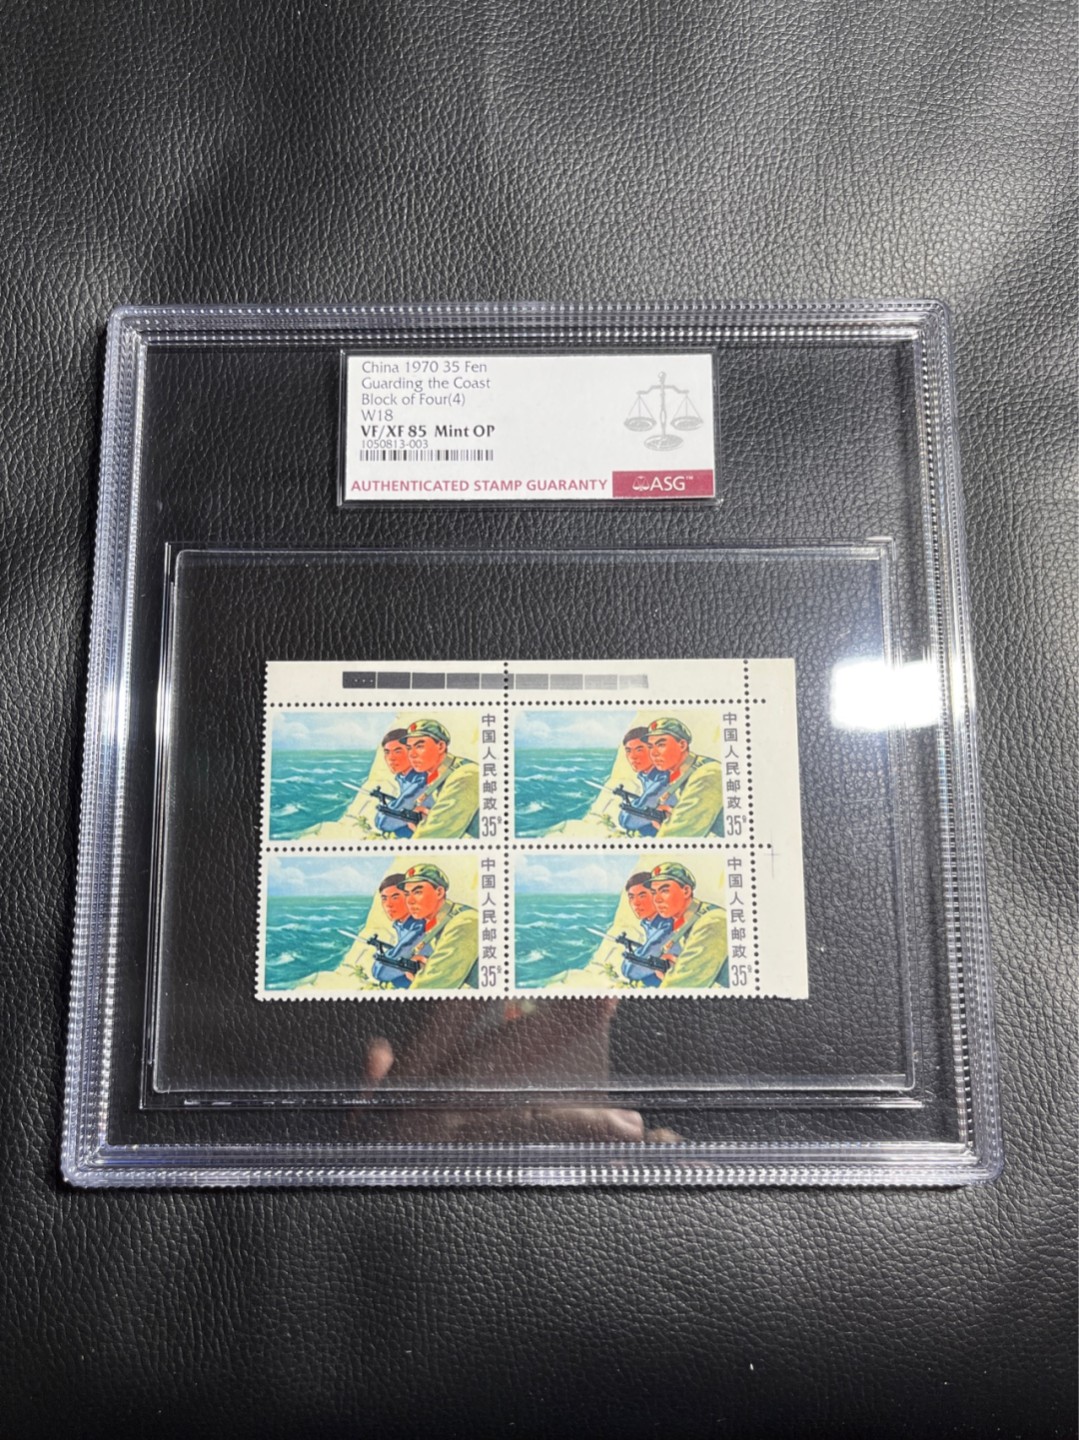 China 1970 35 Fen
Guarding the Coast
Block of Four(4)
W18
VF/XF 85 Mint OP
1050813-003
AUTHENTICATED STAMP GUARANTY
ASG™
中国人民邮政
35分
中国人民邮政
35分
中国人民邮政
35分
中国人民邮政
35分